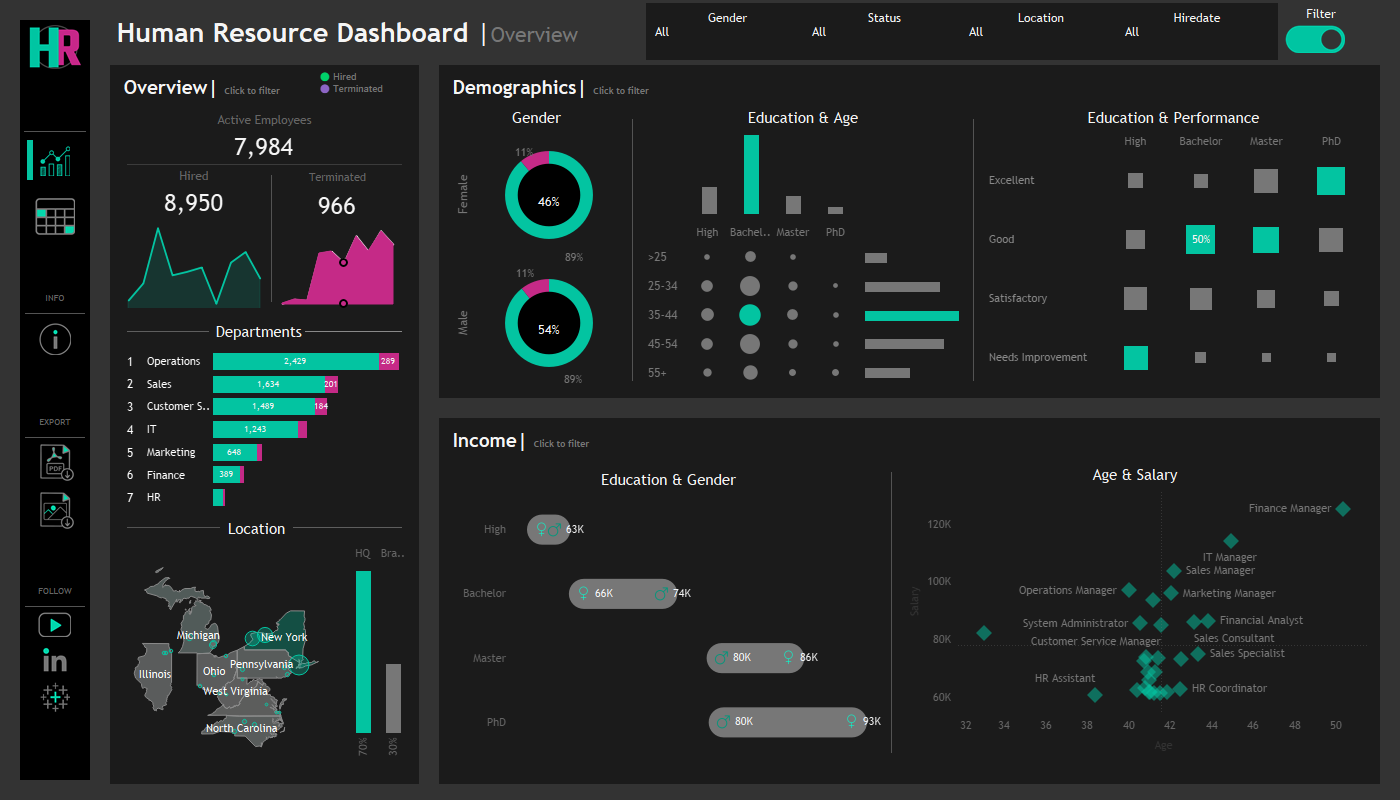 HR
Human Resource Dashboard |Overview
Gender
Status
Location
Hiredate
All
All
All
All
Filter
INFO
EXPORT
PDF
FOLLOW
in
Overview| Click to filter
Hired
Terminated
Active Employees
7,984
Hired
8,950
Terminated
966
Departments
1 Operations 2,429 289
2 Sales 1,634 201
3 Customer S.. 1,489 184
4 IT 1,243
5 Marketing 648
6 Finance 389
7 HR
Location
HQ Bra..
Michigan
New York
Pennsylvania
Illinois
Ohio
West Virginia
North Carolina
70%
30%
Demographics| Click to filter
Gender
Female
11%
46%
89%
Male
11%
54%
89%
Education & Age
High Bachel.. Master PhD
>25
25-34
35-44
45-54
55+
Education & Performance
High Bachelor Master PhD
Excellent
Good 50%
Satisfactory
Needs Improvement
Income| Click to filter
Education & Gender
High 63K
Bachelor 66K 74K
Master 80K 86K
PhD 80K 93K
Age & Salary
Salary
120K
100K
80K
60K
Finance Manager
IT Manager
Sales Manager
Operations Manager
Marketing Manager
System Administrator
Financial Analyst
Customer Service Manager
Sales Consultant
Sales Specialist
HR Assistant
HR Coordinator
32 34 36 38 40 42 44 46 48 50
Age